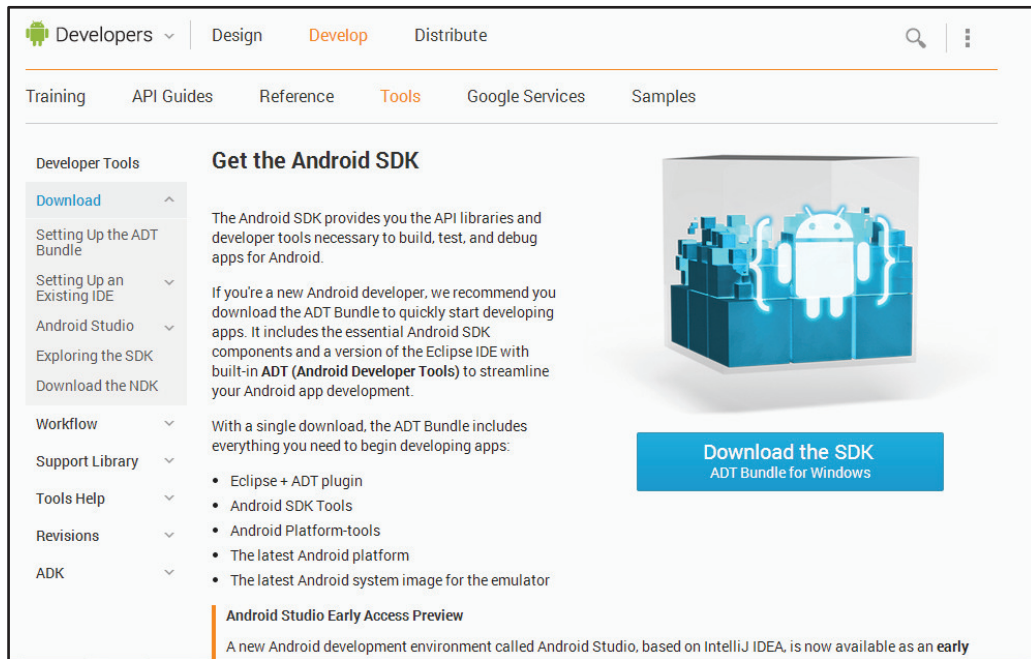 Developers Design Develop Distribute
Training API Guides Reference Tools Google Services Samples
Developer Tools
Download
Setting Up the ADT
Bundle
Setting Up an
Existing IDE
Android Studio
Exploring the SDK
Download the NDK
Workflow
Support Library
Tools Help
Revisions
ADK
Get the Android SDK
The Android SDK provides you the API libraries and
developer tools necessary to build, test, and debug
apps for Android.
If you're a new Android developer, we recommend you
download the ADT Bundle to quickly start developing
apps. It includes the essential Android SDK
components and a version of the Eclipse IDE with
built-in ADT (Android Developer Tools) to streamline
your Android app development.
With a single download, the ADT Bundle includes
everything you need to begin developing apps:
• Eclipse + ADT plugin
• Android SDK Tools
• Android Platform-tools
• The latest Android platform
• The latest Android system image for the emulator
Android Studio Early Access Preview
A new Android development environment called Android Studio, based on IntelliJ IDEA, is now available as an early
{ }
Download the SDK
ADT Bundle for Windows